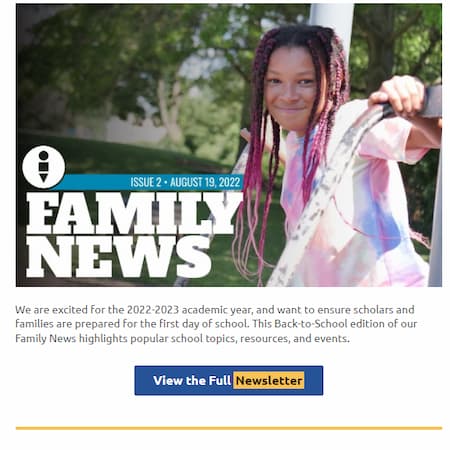 ISSUE 2 • AUGUST 19, 2022
FAMILY
NEWS
We are excited for the 2022-2023 academic year, and want to ensure scholars and
families are prepared for the first day of school. This Back-to-School edition of our
Family News highlights popular school topics, resources, and events.
View the Full Newsletter